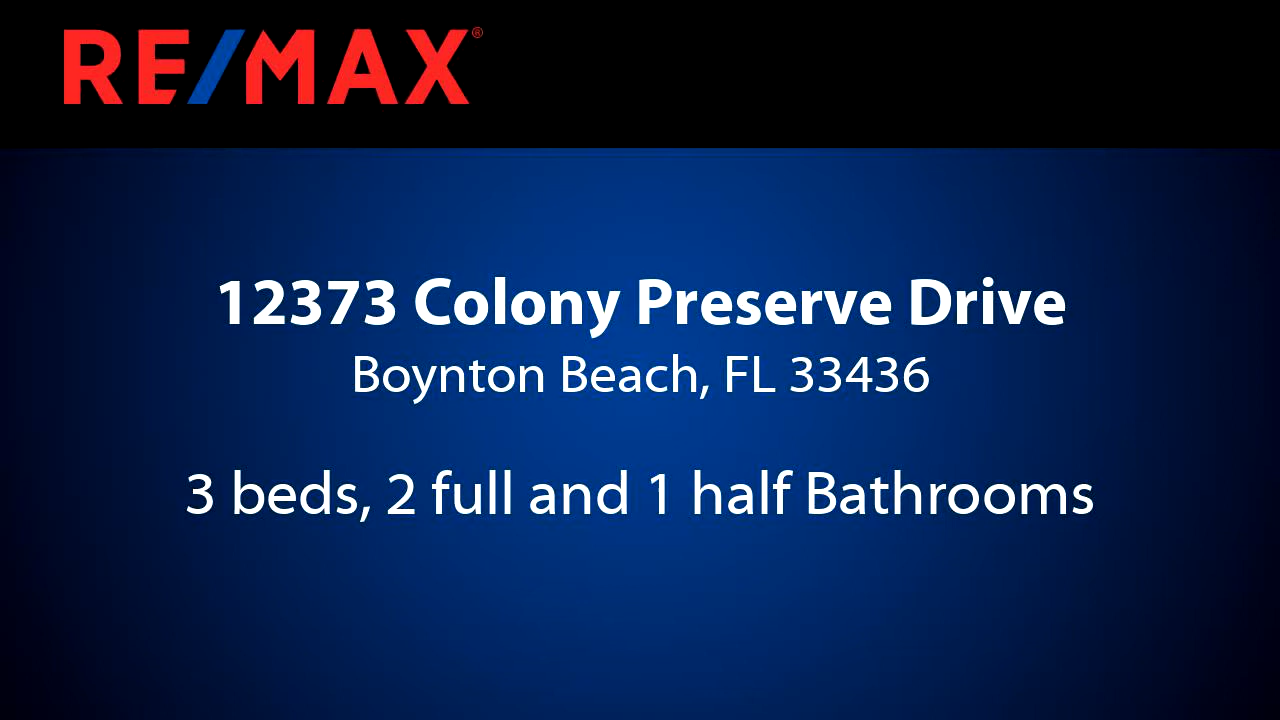 RE/MAX®
12373 Colony Preserve Drive
Boynton Beach, FL 33436
3 beds, 2 full and 1 half Bathrooms